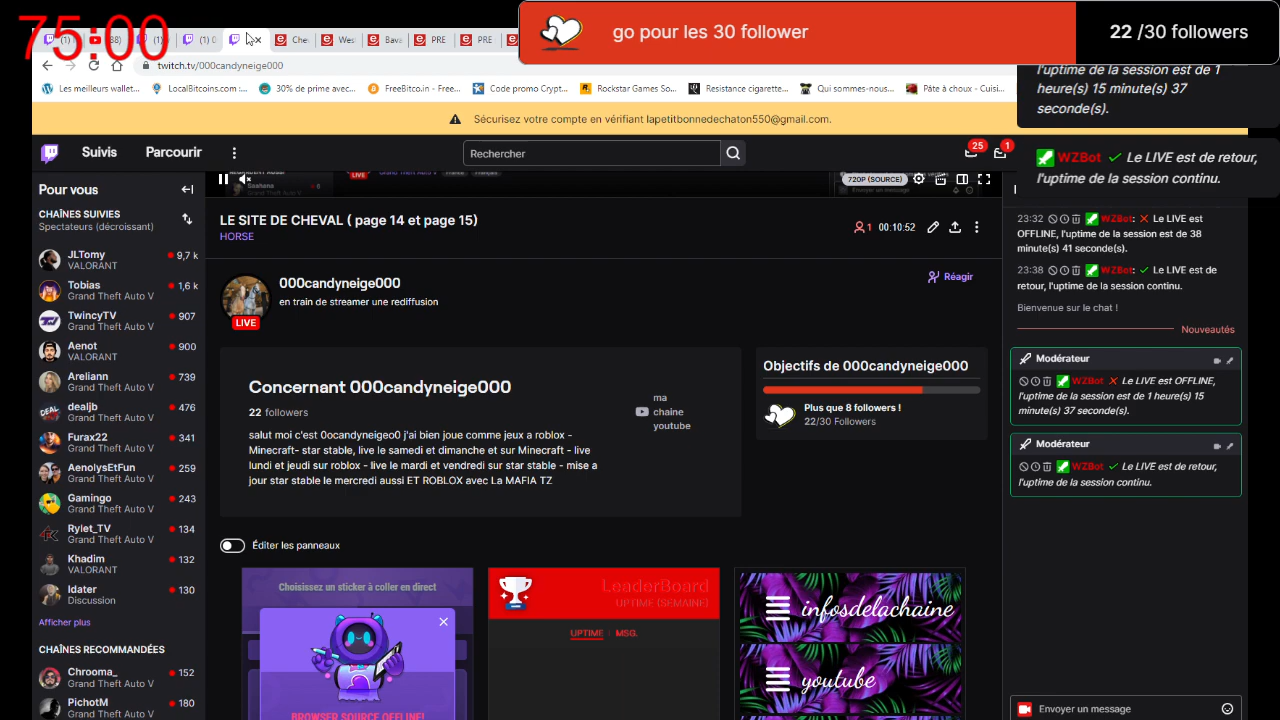 75:00
go pour les 30 follower
22 /30 followers
Che
Wes
Bava
PRE
PRE
twitch.tv/000candyneige000
Les meilleurs wallet...
LocalBitcoins.com :...
30% de prime avec...
FreeBitco.in - Free...
Code promo Crypt...
Rockstar Games So...
Resistance cigarette...
Qui sommes-nous...
Pâte à choux - Cuisi...
l'uptime de la session est de 1
heure(s) 15 minute(s) 37
seconde(s).
Sécurisez votre compte en vérifiant lapetitbonnedechaton550@gmail.com.
WZBot Le LIVE est de retour,
l'uptime de la session continu.
Suivis
Parcourir
Rechercher
25
1
Pour vous
CHAÎNES SUIVIES
Spectateurs (décroissant)
JLTomy
VALORANT
9,7 k
Tobias
Grand Theft Auto V
1,6 k
TwincyTV
Grand Theft Auto V
907
Aenot
VALORANT
900
Areliann
Grand Theft Auto V
739
dealjb
Grand Theft Auto V
476
Furax22
Grand Theft Auto V
341
AenolysEtFun
Grand Theft Auto V
259
Gamingo
Grand Theft Auto V
243
Rylet_TV
Grand Theft Auto V
134
Khadim
VALORANT
132
Idater
Discussion
130
Afficher plus
CHAÎNES RECOMMANDÉES
Chrooma_
Grand Theft Auto V
152
PichotM
Grand Theft Auto V
180
LIVE
720P (SOURCE)
LE SITE DE CHEVAL ( page 14 et page 15)
HORSE
1 00:10:52
000candyneige000
en train de streamer une rediffusion
LIVE
Réagir
Concernant 000candyneige000
22 followers
salut moi c'est 0ocandyneigeo0 j'ai bien joue comme jeux a roblox -
Minecraft- star stable, live le samedi et dimanche et sur Minecraft - live
lundi et jeudi sur roblox - live le mardi et vendredi sur star stable - mise a
jour star stable le mercredi aussi ET ROBLOX avec La MAFIA TZ
ma
chaine
youtube
Objectifs de 000candyneige000
Plus que 8 followers !
22/30 Followers
Éditer les panneaux
Choisissez un sticker à coller en direct
BROWSER SOURCE OFFLINE!
LeaderBoard
UPTIME (SEMAINE)
UPTIME | MSG.
infosdelachaine
youtube
23:32 WZBot: Le LIVE est
OFFLINE, l'uptime de la session est de 38
minute(s) 41 seconde(s).
23:38 WZBot: Le LIVE est de
retour, l'uptime de la session continu.
Bienvenue sur le chat !
Nouveautés
Modérateur
WZBot Le LIVE est OFFLINE,
l'uptime de la session est de 1 heure(s) 15
minute(s) 37 seconde(s).
Modérateur
WZBot Le LIVE est de retour,
l'uptime de la session continu.
Envoyer un message